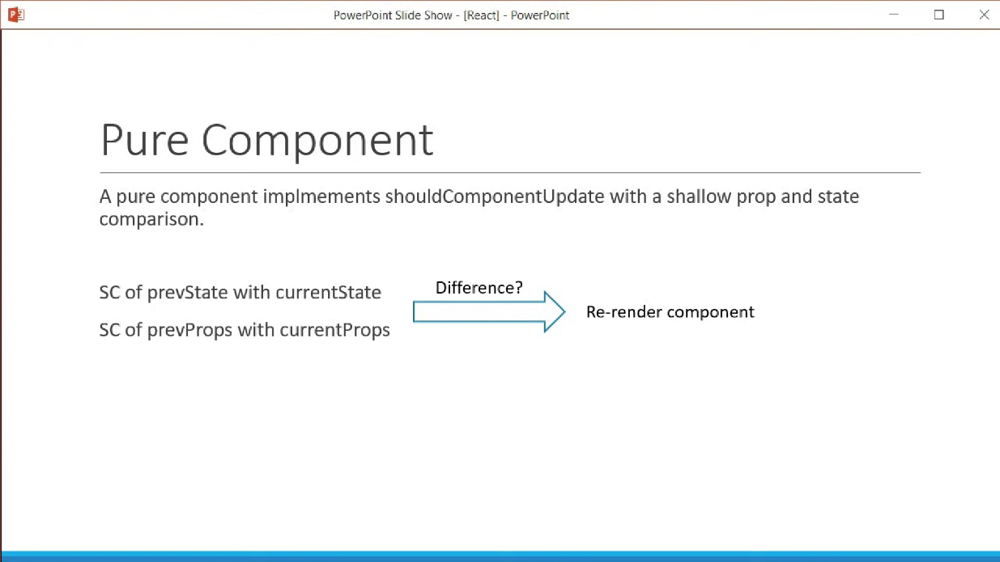 PowerPoint Slide Show - [React] - PowerPoint
Pure Component
A pure component implmements shouldComponentUpdate with a shallow prop and state
comparison.
SC of prevState with currentState
SC of prevProps with currentProps
Difference?
Re-render component